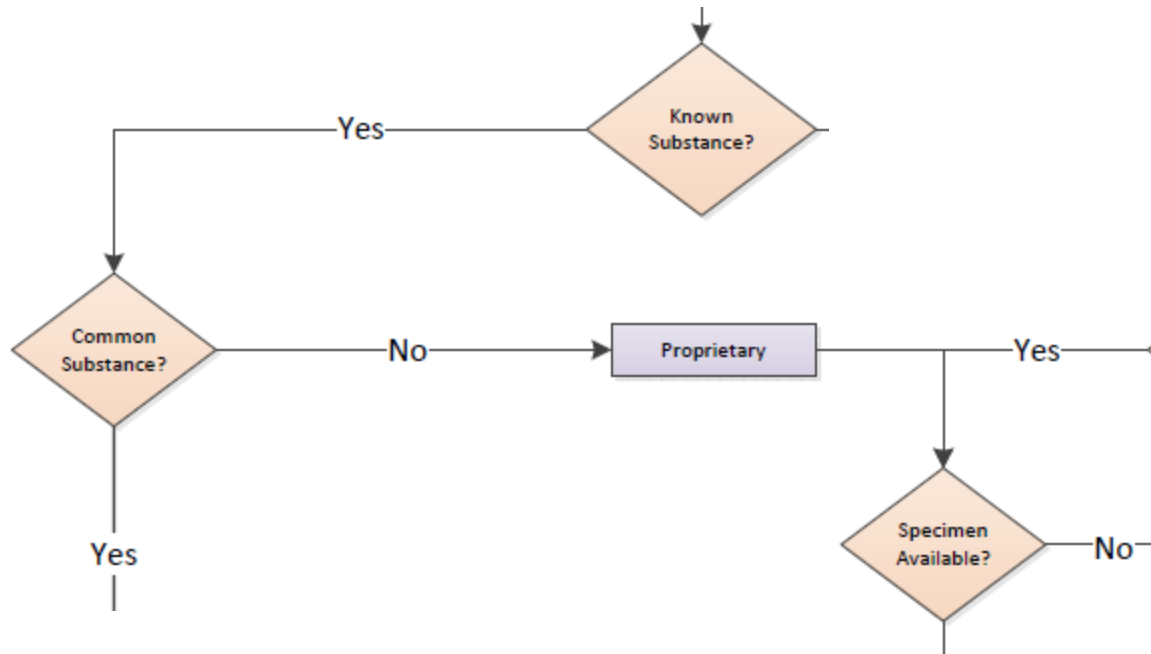 Known
Substance?
Yes
Common
Substance?
No
Proprietary
Yes
Specimen
Available?
No
Yes